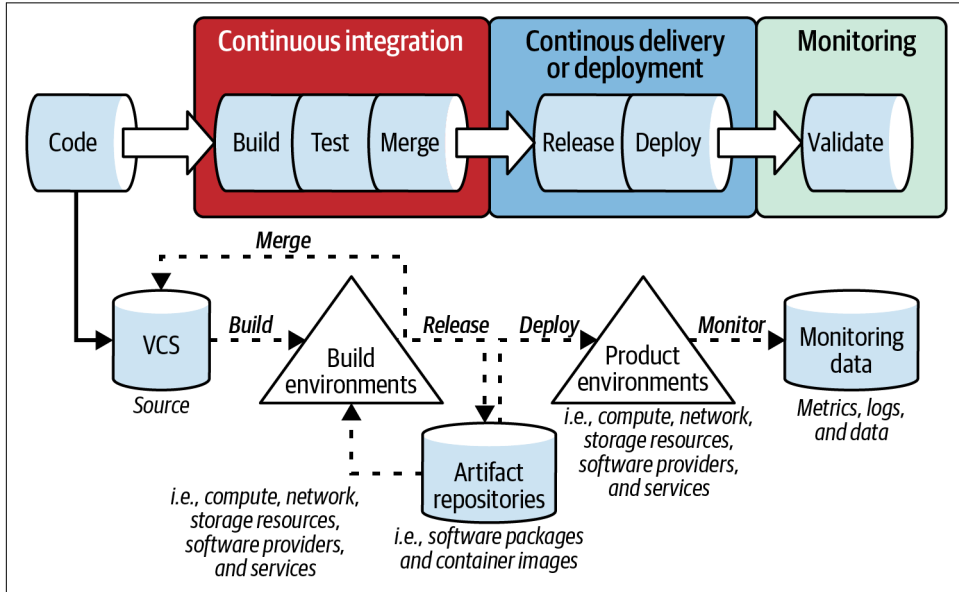 Continuous integration
Continous delivery
or deployment
Monitoring
Code
Build
Test
Merge
Release
Deploy
Validate
Merge
VCS
Source
Build
Build
environments
Release
Deploy
Product
environments
Monitor
Monitoring
data
Metrics, logs,
and data
i.e., compute, network,
storage resources,
software providers,
and services
Artifact
repositories
i.e., software packages
and container images
i.e., compute, network,
storage resources,
software providers,
and services